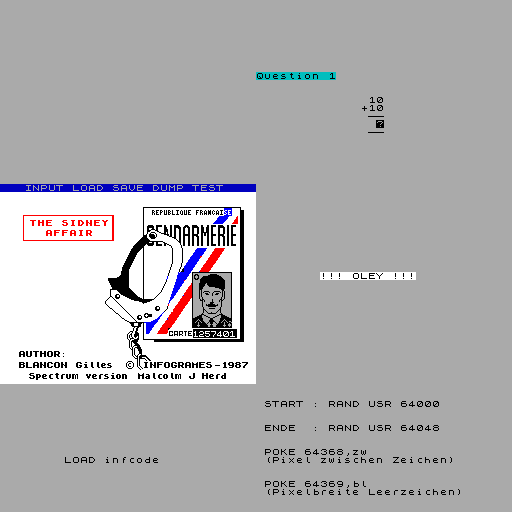 Question 1
10
+10
?
INPUT LOAD SAVE DUMP TEST
REPUBLIQUE FRANCAISE
THE SIDNEY
AFFAIR
GENDARMERIE
!!! OLEY !!!
CARTE 1257401
AUTHOR:
BLANCON Gilles © INFOGRAMES-1987
Spectrum version Malcolm J Herd
START : RAND USR 64000
ENDE : RAND USR 64048
POKE 64368,zw
(Pixel zwischen Zeichen)
LOAD infcode
POKE 64369,bl
(Pixelbreite Leerzeichen)